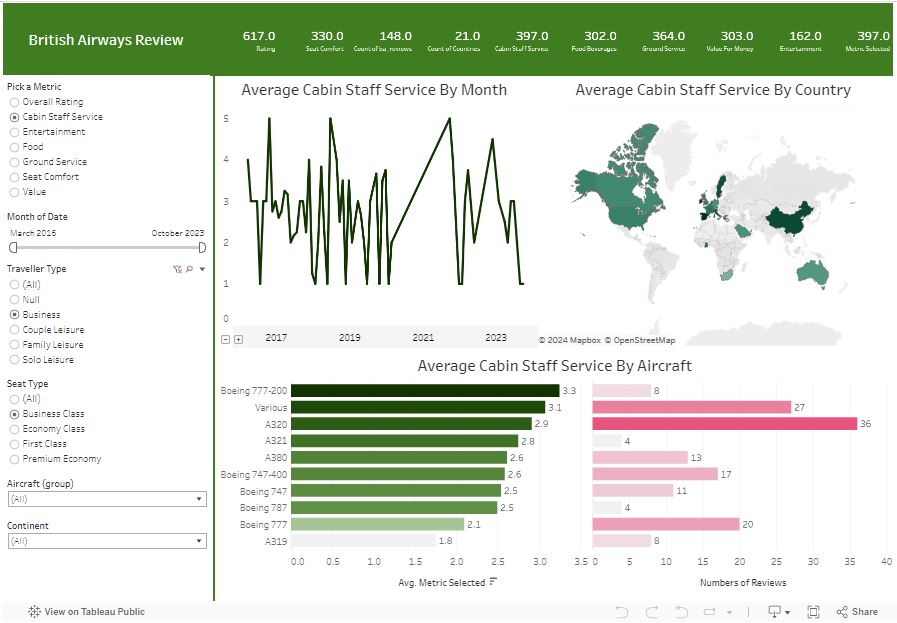 British Airways Review
617.0 330.0 148.0 21.0 397.0 302.0 364.0 303.0 162.0 397.0
Rating Seat Comfort Count of ba_reviews Count of Countries Cabin Staff Service Food Beverages Ground Service Value For Money Entertainment Metric Selected
Pick a Metric
Overall Rating
Cabin Staff Service
Entertainment
Food
Ground Service
Seat Comfort
Value
Month of Date
March 2016 October 2023
Traveller Type
(All)
Null
Business
Couple Leisure
Family Leisure
Solo Leisure
Seat Type
(All)
Business Class
Economy Class
First Class
Premium Economy
Aircraft (group)
(All)
Continent
(All)
Average Cabin Staff Service By Month
5
4
3
2
1
0
2017 2019 2021 2023
Average Cabin Staff Service By Country
© 2024 Mapbox © OpenStreetMap
Average Cabin Staff Service By Aircraft
Boeing 777-200 3.3 8
Various 3.1 27
A320 2.9 36
A321 2.8 4
A380 2.6 13
Boeing 747-400 2.6 17
Boeing 747 2.5 11
Boeing 787 2.5 4
Boeing 777 2.1 20
A319 1.8 8
0.0 0.5 1.0 1.5 2.0 2.5 3.0 3.5 0 5 10 15 20 25 30 35 40
Avg. Metric Selected Numbers of Reviews
View on Tableau Public Share